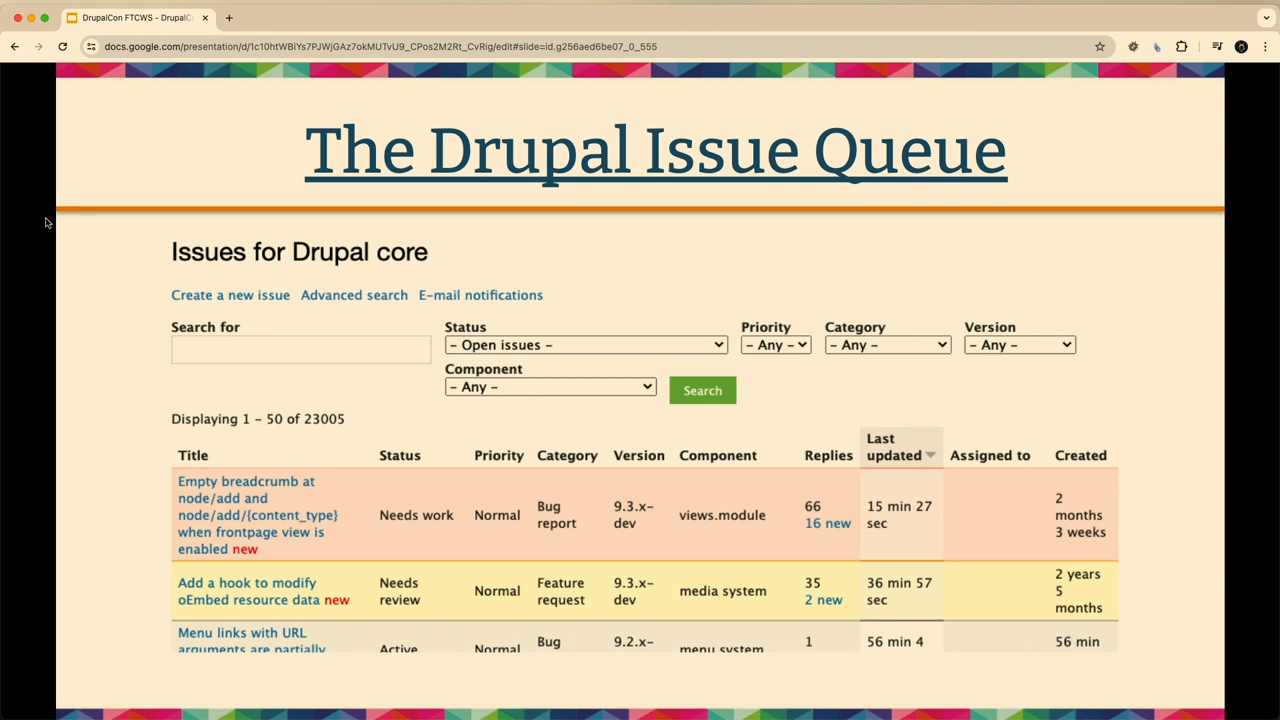 DrupalCon FTCWS - DrupalC
docs.google.com/presentation/d/1c10htWBiYs7PJWjGAz7okMUTvU9_CPos2M2Rt_CvRig/edit#slide=id.g256aed6be07_0_555
The Drupal Issue Queue
Issues for Drupal core
Create a new issue Advanced search E-mail notifications
Search for Status Priority Category Version
- Open issues - - Any - - Any - - Any -
Component
- Any - Search
Displaying 1 - 50 of 23005
Title Status Priority Category Version Component Replies Last updated Assigned to Created
Empty breadcrumb at
node/add and
node/add/{content_type}
when frontpage view is
enabled new
Needs work
Normal
Bug
report
9.3.x-
dev
views.module
66
16 new
15 min 27
sec
2
months
3 weeks
Add a hook to modify
oEmbed resource data new
Needs
review
Normal
Feature
request
9.3.x-
dev
media system
35
2 new
36 min 57
sec
2 years
5
months
Menu links with URL
arguments are partially
Active
Normal
Bug
9.2.x-
menu system
1
56 min 4
56 min